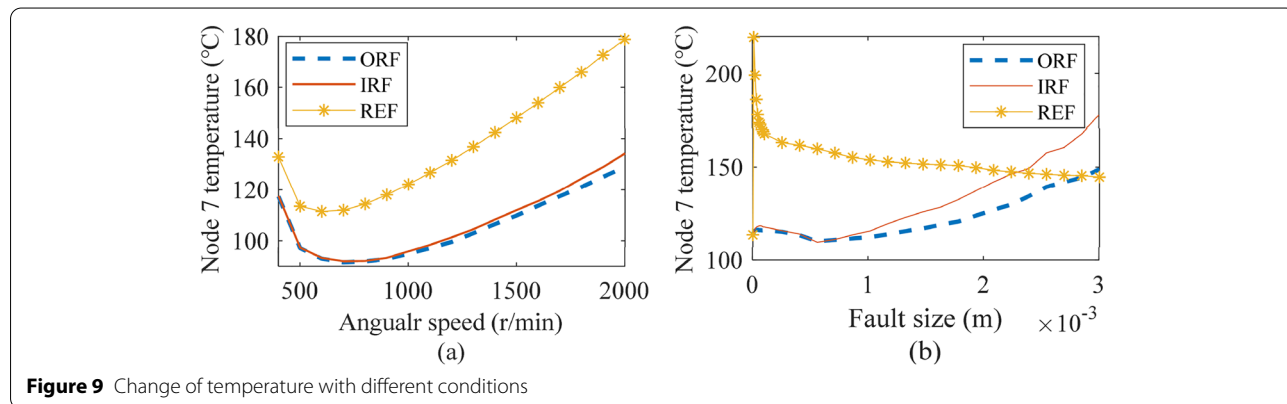 180
160
140
120
100
Node 7 temperature (°C)
ORF
IRF
REF
500
1000
1500
2000
Angualr speed (r/min)
(a)
200
150
100
Node 7 temperature (°C)
ORF
IRF
REF
0
1
2
3
Fault size (m)
×10⁻³
(b)
Figure 9 Change of temperature with different conditions